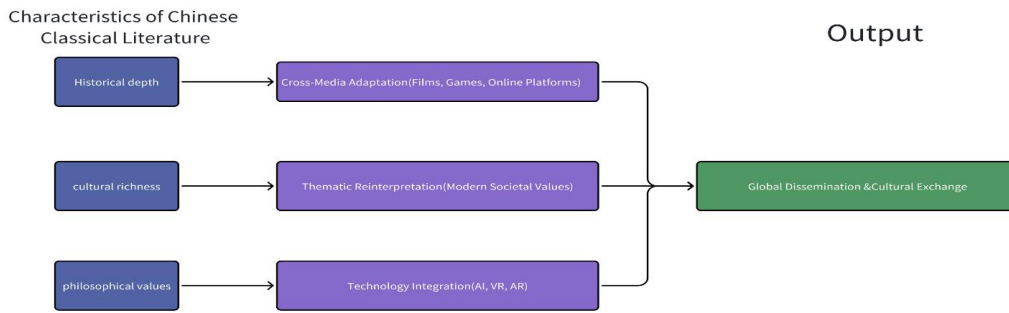 Characteristics of Chinese
Classical Literature
Output
Historical depth
Cross-Media Adaptation(Films, Games, Online Platforms)
cultural richness
Thematic Reinterpretation(Modern Societal Values)
Global Dissemination &Cultural Exchange
philosophical values
Technology Integration(AI, VR, AR)